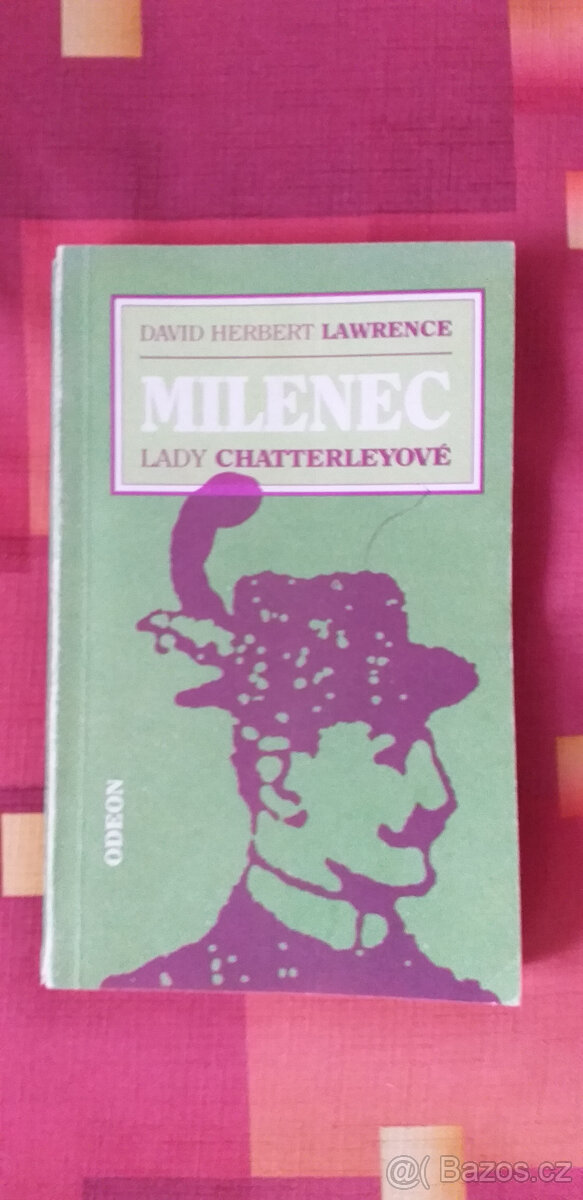 DAVID HERBERT LAWRENCE
MILENEC
LADY CHATTERLEYOVÉ
ODEON
@( Bazos.cz